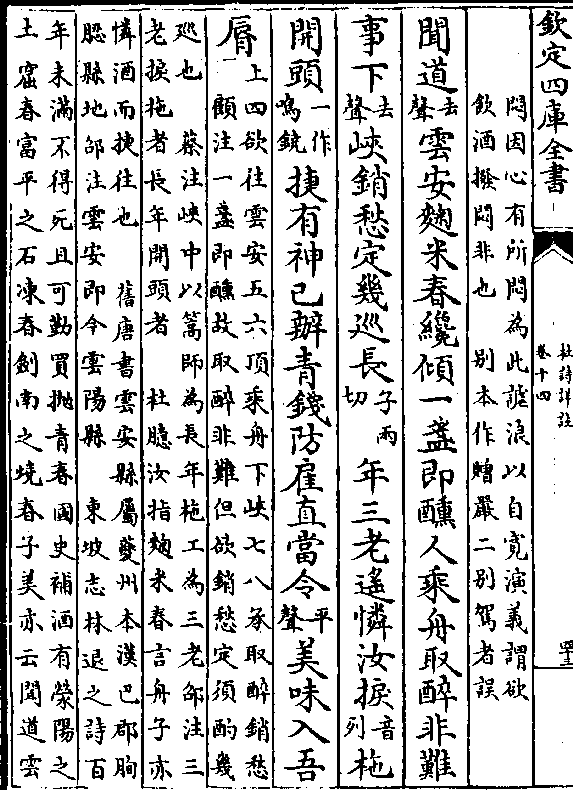 欽定四庫全書
杜詩詳註
卷十四
悶因心有所悶為此謔浪以自寛演義謂欲
飲酒撥悶非也 别本作贈嚴二别駕者誤
聞道去聲雲安麴米春纔傾一盞即醺人乗舟取醉非難
事下去聲峽銷愁定幾巡長子兩切年三老遙憐汝捩音列柂
開頭一作鳴鐃捷有神已辦青錢防雇直當令平聲美味入吾
脣上四欲往雲安五六頂乗舟下峽七八承取醉銷愁
顧注一盞即醺故取醉非難但欲銷愁定須酌幾
巡也 蔡注峽中以篙師為長年柂工為三老邵注三
老捩柂者長年開頭者 杜臆汝指麴米春言舟子亦
憐酒而捷往也 舊唐書雲安縣屬夔州本漢巴郡朐
䏰縣地邵注雲安即今雲陽縣 東坡志林退之詩百
年未滿不得死且可勤買抛青春國史補酒有滎陽之
土窟春富平之石凍春劍南之燒春子美亦云聞道雲